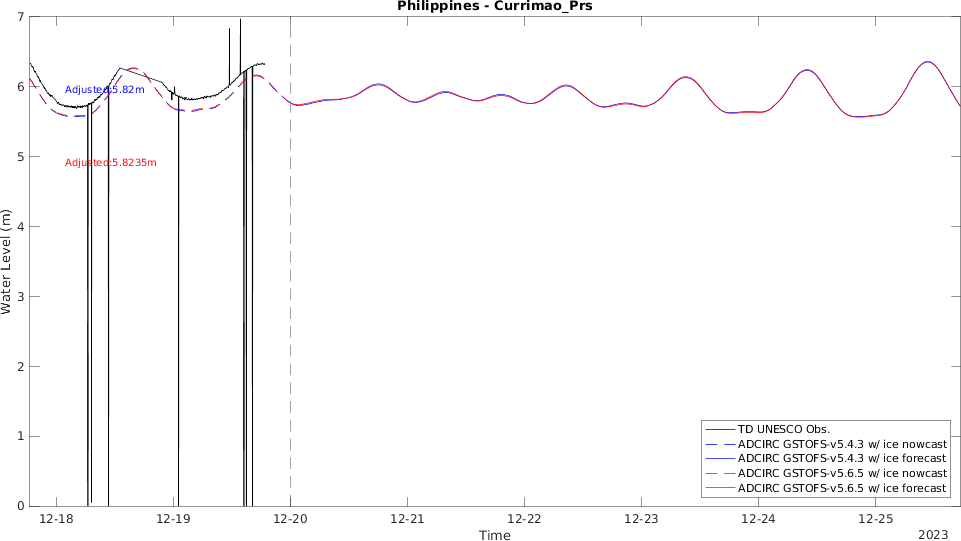 Philippines - Currimao_Prs
7
6
5
4
3
2
1
0
Water Level (m)
Adjusted:5.82m
Adjusted:5.8235m
TD UNESCO Obs.
ADCIRC GSTOFS-v5.4.3 w/ ice nowcast
ADCIRC GSTOFS-v5.4.3 w/ ice forecast
ADCIRC GSTOFS-v5.6.5 w/ ice nowcast
ADCIRC GSTOFS-v5.6.5 w/ ice forecast
12-18 12-19 12-20 12-21 12-22 12-23 12-24 12-25
Time
2023